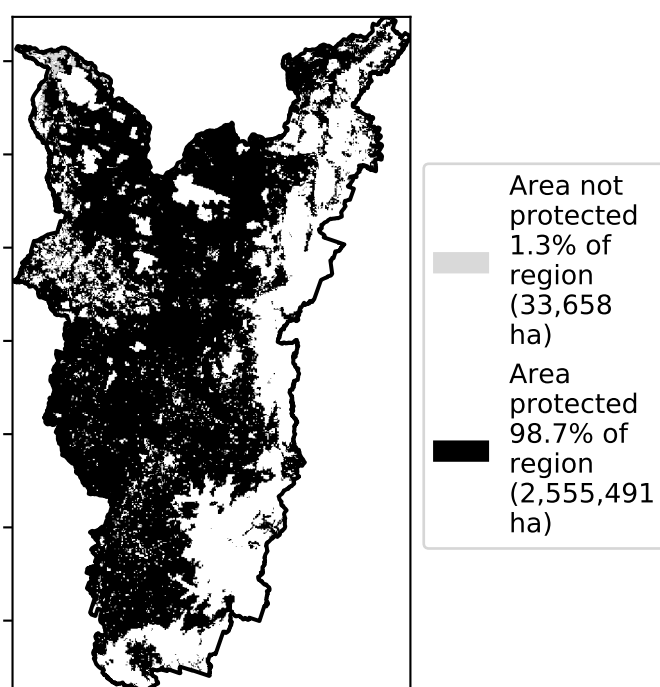 Area not
protected
1.3% of
region
(33,658
ha)
Area
protected
98.7% of
region
(2,555,491
ha)